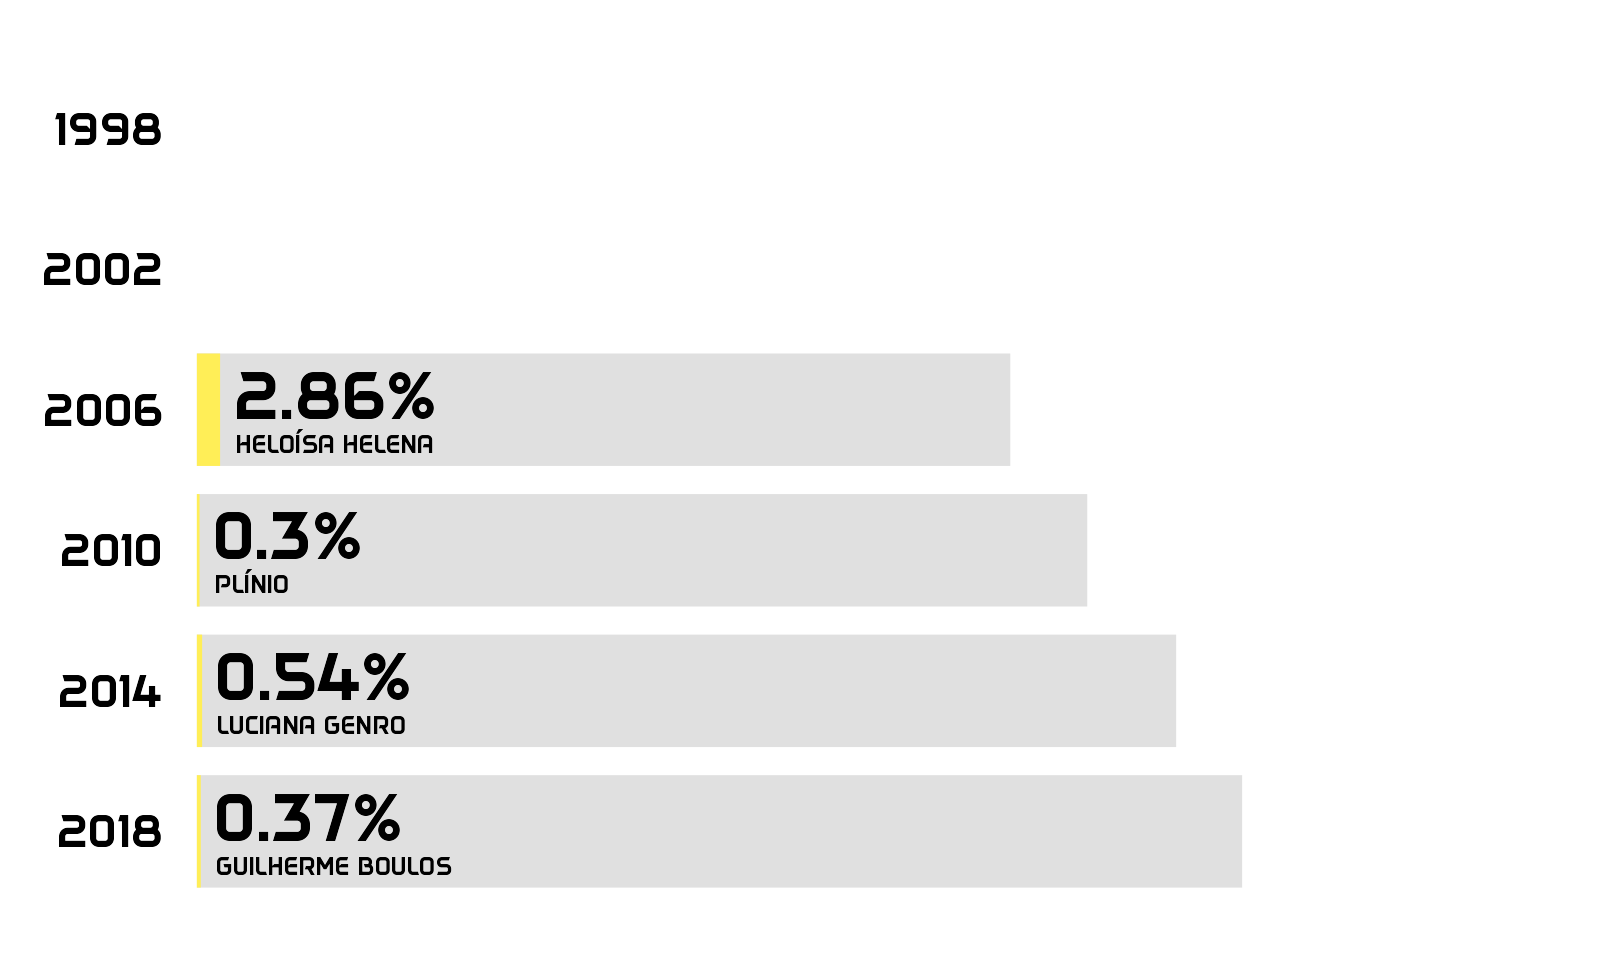 1998
2002
2006
2.86%
HELOÍSA HELENA
2010
0.3%
PLÍNIO
2014
0.54%
LUCIANA GENRO
2018
0.37%
GUILHERME BOULOS